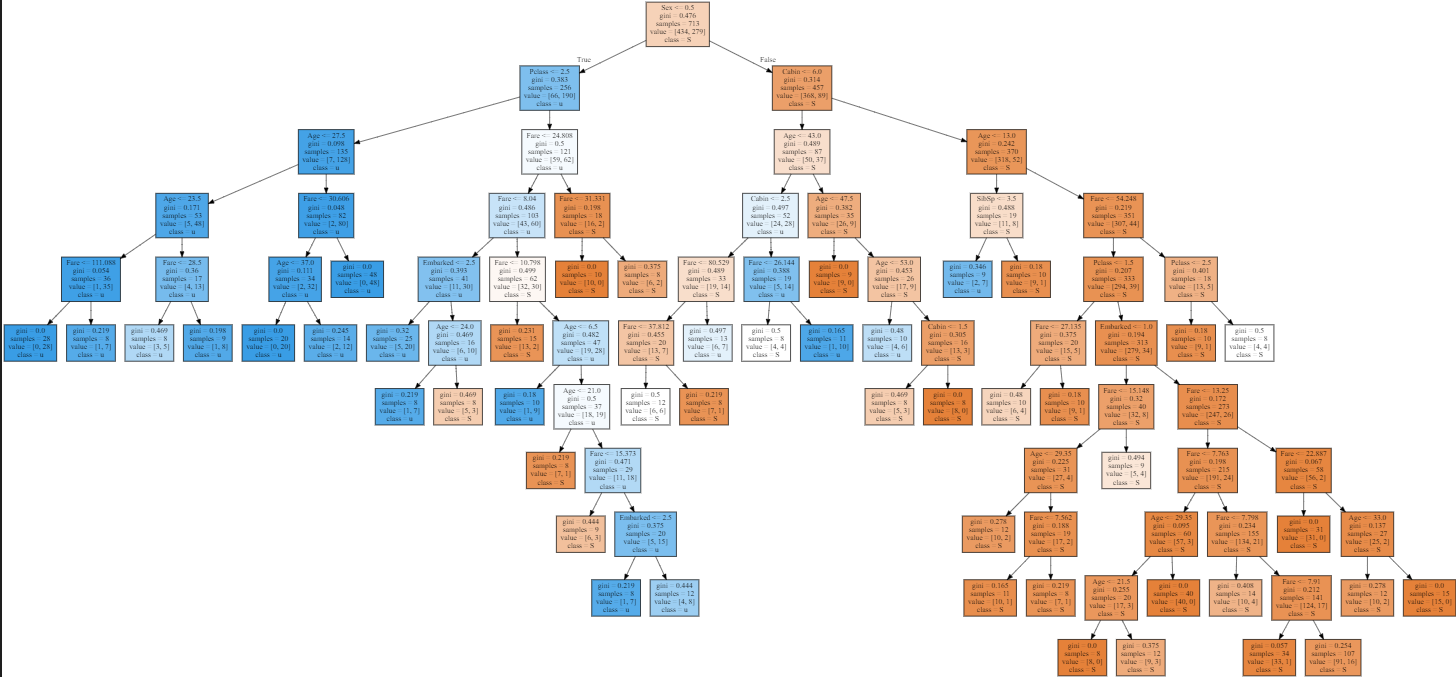 Sex <= 0.5
gini = 0.476
samples = 713
value = [434, 279]
class = S
True
False
Pclass <= 2.5
gini = 0.383
samples = 256
value = [66, 190]
class = u
Cabin <= 6.0
gini = 0.314
samples = 457
value = [368, 89]
class = S
Age <= 27.5
gini = 0.098
samples = 135
value = [7, 128]
class = u
Fare <= 24.808
gini = 0.5
samples = 121
value = [59, 62]
class = u
Age <= 43.0
gini = 0.489
samples = 87
value = [50, 37]
class = S
Age <= 13.0
gini = 0.242
samples = 370
value = [318, 52]
class = S
Age <= 23.5
gini = 0.171
samples = 53
value = [5, 48]
class = u
Fare <= 30.606
gini = 0.048
samples = 82
value = [2, 80]
class = u
Fare <= 8.04
gini = 0.486
samples = 103
value = [43, 60]
class = u
Fare <= 31.331
gini = 0.198
samples = 18
value = [16, 2]
class = S
Cabin <= 2.5
gini = 0.497
samples = 52
value = [24, 28]
class = u
Age <= 47.5
gini = 0.382
samples = 35
value = [26, 9]
class = S
SibSp <= 3.5
gini = 0.488
samples = 19
value = [11, 8]
class = S
Fare <= 54.248
gini = 0.219
samples = 351
value = [307, 44]
class = S
Fare <= 111.088
gini = 0.054
samples = 36
value = [1, 35]
class = u
Fare <= 28.5
gini = 0.36
samples = 17
value = [4, 13]
class = u
Age <= 37.0
gini = 0.111
samples = 34
value = [2, 32]
class = u
gini = 0.0
samples = 48
value = [0, 48]
class = u
Embarked <= 2.5
gini = 0.393
samples = 41
value = [11, 30]
class = u
Fare <= 10.798
gini = 0.499
samples = 62
value = [32, 30]
class = S
gini = 0.0
samples = 10
value = [10, 0]
class = S
gini = 0.375
samples = 8
value = [6, 2]
class = S
Fare <= 80.529
gini = 0.489
samples = 33
value = [19, 14]
class = S
Fare <= 26.144
gini = 0.388
samples = 19
value = [5, 14]
class = u
gini = 0.0
samples = 9
value = [9, 0]
class = S
Age <= 53.0
gini = 0.453
samples = 26
value = [17, 9]
class = S
gini = 0.346
samples = 9
value = [2, 7]
class = u
gini = 0.18
samples = 10
value = [9, 1]
class = S
Pclass <= 1.5
gini = 0.207
samples = 333
value = [294, 39]
class = S
Pclass <= 2.5
gini = 0.401
samples = 18
value = [13, 5]
class = S
gini = 0.0
samples = 28
value = [0, 28]
class = u
gini = 0.219
samples = 8
value = [1, 7]
class = u
gini = 0.469
samples = 8
value = [3, 5]
class = u
gini = 0.198
samples = 9
value = [1, 8]
class = u
gini = 0.0
samples = 20
value = [0, 20]
class = u
gini = 0.245
samples = 14
value = [2, 12]
class = u
gini = 0.32
samples = 25
value = [5, 20]
class = u
Age <= 24.0
gini = 0.469
samples = 16
value = [6, 10]
class = u
gini = 0.231
samples = 15
value = [13, 2]
class = S
Age <= 6.5
gini = 0.482
samples = 47
value = [19, 28]
class = u
Fare <= 37.812
gini = 0.455
samples = 20
value = [13, 7]
class = S
gini = 0.497
samples = 13
value = [6, 7]
class = u
gini = 0.5
samples = 8
value = [4, 4]
class = S
gini = 0.165
samples = 11
value = [1, 10]
class = u
gini = 0.48
samples = 10
value = [4, 6]
class = u
Cabin <= 1.5
gini = 0.305
samples = 16
value = [13, 3]
class = S
Fare <= 27.135
gini = 0.375
samples = 20
value = [15, 5]
class = S
Embarked <= 1.0
gini = 0.194
samples = 313
value = [279, 34]
class = S
gini = 0.18
samples = 10
value = [9, 1]
class = S
gini = 0.5
samples = 8
value = [4, 4]
class = S
gini = 0.219
samples = 8
value = [1, 7]
class = u
gini = 0.469
samples = 8
value = [5, 3]
class = S
gini = 0.18
samples = 10
value = [1, 9]
class = u
Age <= 21.0
gini = 0.5
samples = 37
value = [18, 19]
class = u
gini = 0.5
samples = 12
value = [6, 6]
class = S
gini = 0.219
samples = 8
value = [7, 1]
class = S
gini = 0.469
samples = 8
value = [5, 3]
class = S
gini = 0.0
samples = 8
value = [8, 0]
class = S
gini = 0.48
samples = 10
value = [6, 4]
class = S
gini = 0.18
samples = 10
value = [9, 1]
class = S
Fare <= 15.148
gini = 0.32
samples = 40
value = [32, 8]
class = S
Fare <= 13.25
gini = 0.172
samples = 273
value = [247, 26]
class = S
gini = 0.219
samples = 8
value = [7, 1]
class = S
Fare <= 15.373
gini = 0.471
samples = 29
value = [11, 18]
class = u
Age <= 29.35
gini = 0.225
samples = 31
value = [27, 4]
class = S
gini = 0.494
samples = 9
value = [5, 4]
class = S
Fare <= 7.763
gini = 0.198
samples = 215
value = [191, 24]
class = S
Fare <= 22.887
gini = 0.067
samples = 58
value = [56, 2]
class = S
gini = 0.444
samples = 9
value = [6, 3]
class = S
Embarked <= 2.5
gini = 0.375
samples = 20
value = [5, 15]
class = u
gini = 0.278
samples = 12
value = [10, 2]
class = S
Fare <= 7.562
gini = 0.188
samples = 19
value = [17, 2]
class = S
Age <= 29.35
gini = 0.095
samples = 60
value = [57, 3]
class = S
Fare <= 7.798
gini = 0.234
samples = 155
value = [134, 21]
class = S
gini = 0.0
samples = 31
value = [31, 0]
class = S
Age <= 33.0
gini = 0.137
samples = 27
value = [25, 2]
class = S
gini = 0.219
samples = 8
value = [1, 7]
class = u
gini = 0.444
samples = 12
value = [4, 8]
class = u
gini = 0.165
samples = 11
value = [10, 1]
class = S
gini = 0.219
samples = 8
value = [7, 1]
class = S
Age <= 21.5
gini = 0.255
samples = 20
value = [17, 3]
class = S
gini = 0.0
samples = 40
value = [40, 0]
class = S
gini = 0.408
samples = 14
value = [10, 4]
class = S
Fare <= 7.91
gini = 0.212
samples = 141
value = [124, 17]
class = S
gini = 0.278
samples = 12
value = [10, 2]
class = S
gini = 0.0
samples = 15
value = [15, 0]
class = S
gini = 0.0
samples = 8
value = [8, 0]
class = S
gini = 0.375
samples = 12
value = [9, 3]
class = S
gini = 0.057
samples = 34
value = [33, 1]
class = S
gini = 0.254
samples = 107
value = [91, 16]
class = S